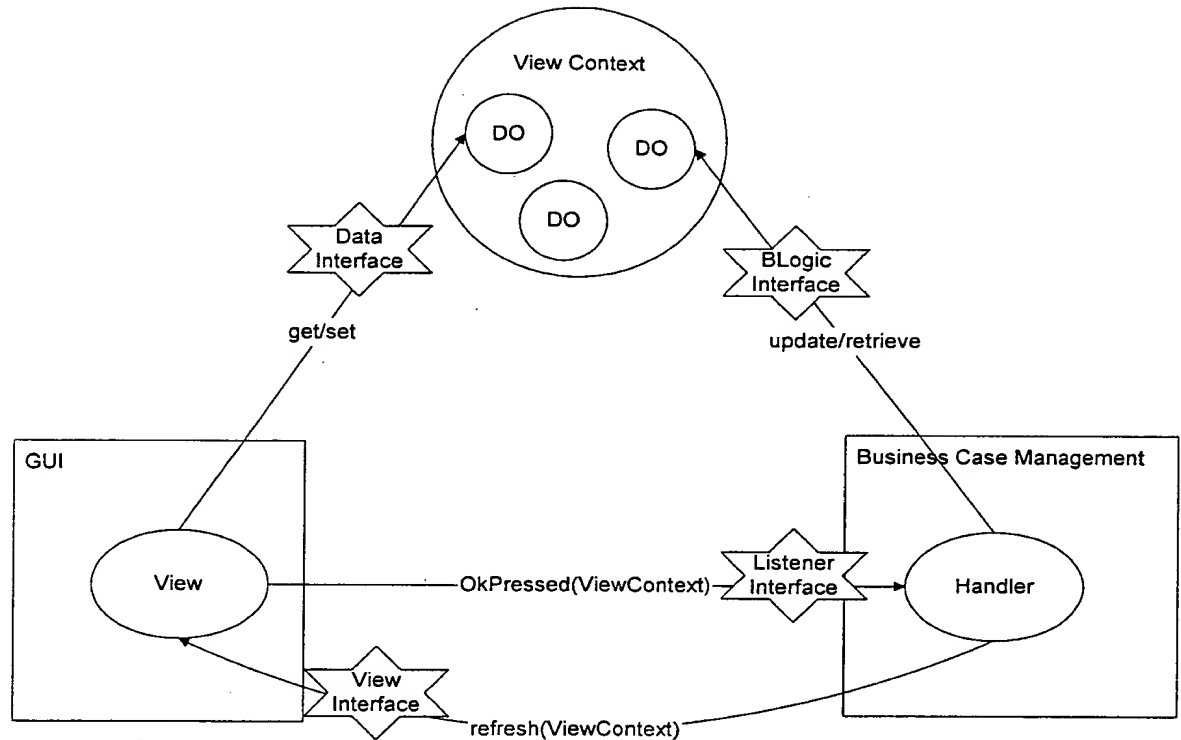 View Context
DO
DO
DO
Data
Interface
BLogic
Interface
get/set
update/retrieve
GUI
Business Case Management
View
OkPressed(ViewContext)
Listener
Interface
Handler
View
Interface
refresh(ViewContext)